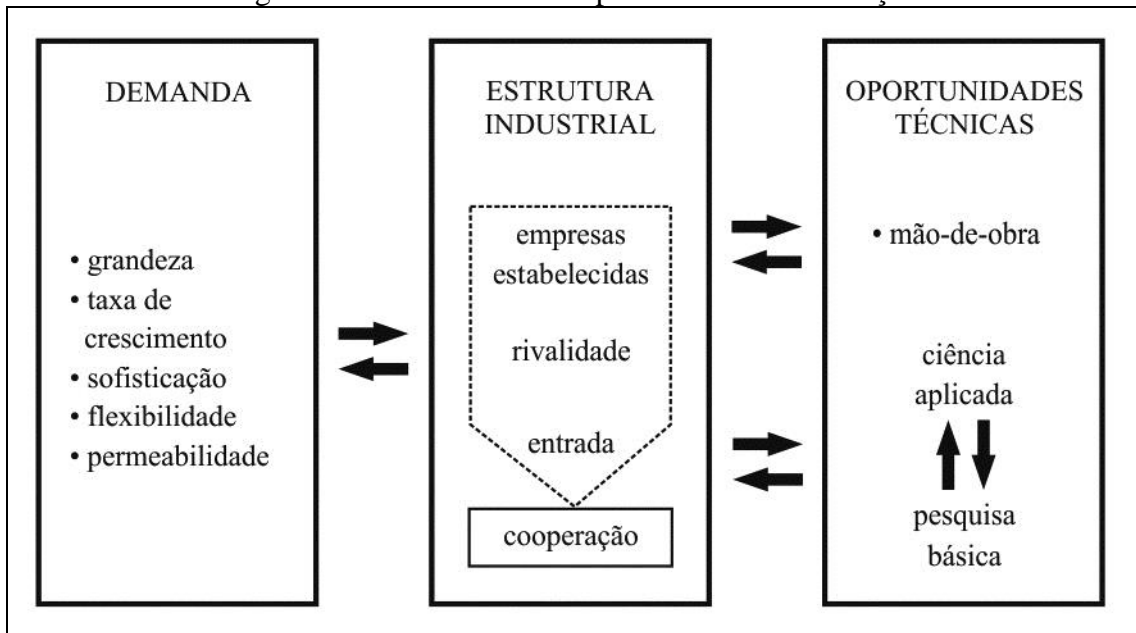 DEMANDA
• grandeza
• taxa de
crescimento
• sofisticação
• flexibilidade
• permeabilidade
ESTRUTURA
INDUSTRIAL
empresas
estabelecidas
rivalidade
entrada
cooperação
OPORTUNIDADES
TÉCNICAS
• mão-de-obra
ciência
aplicada
pesquisa
básica